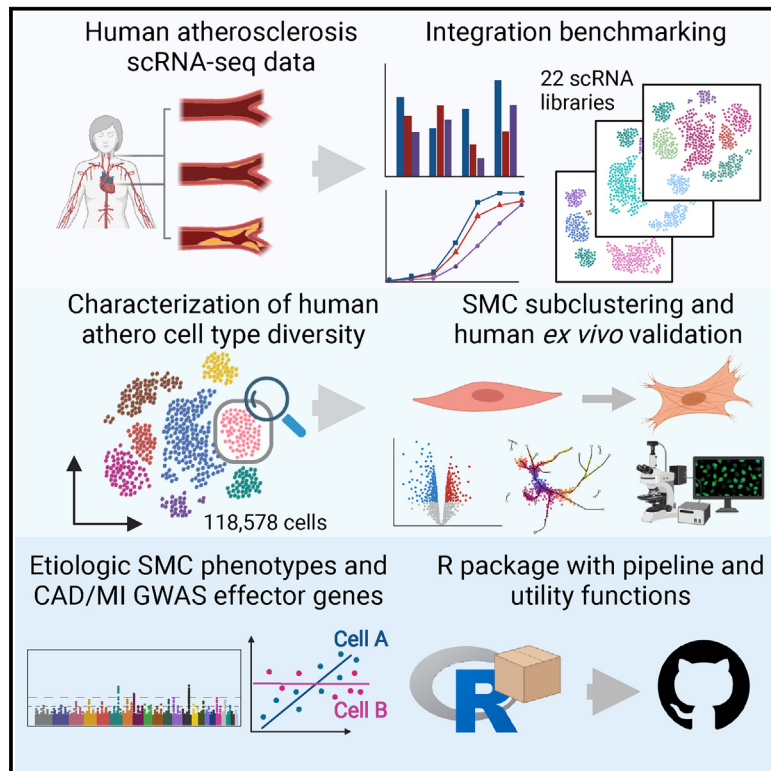 Human atherosclerosis
scRNA-seq data
Integration benchmarking
22 scRNA
libraries
Characterization of human
athero cell type diversity
118,578 cells
SMC subclustering and
human ex vivo validation
Etiologic SMC phenotypes and
CAD/MI GWAS effector genes
Cell A
Cell B
R package with pipeline and
utility functions
R